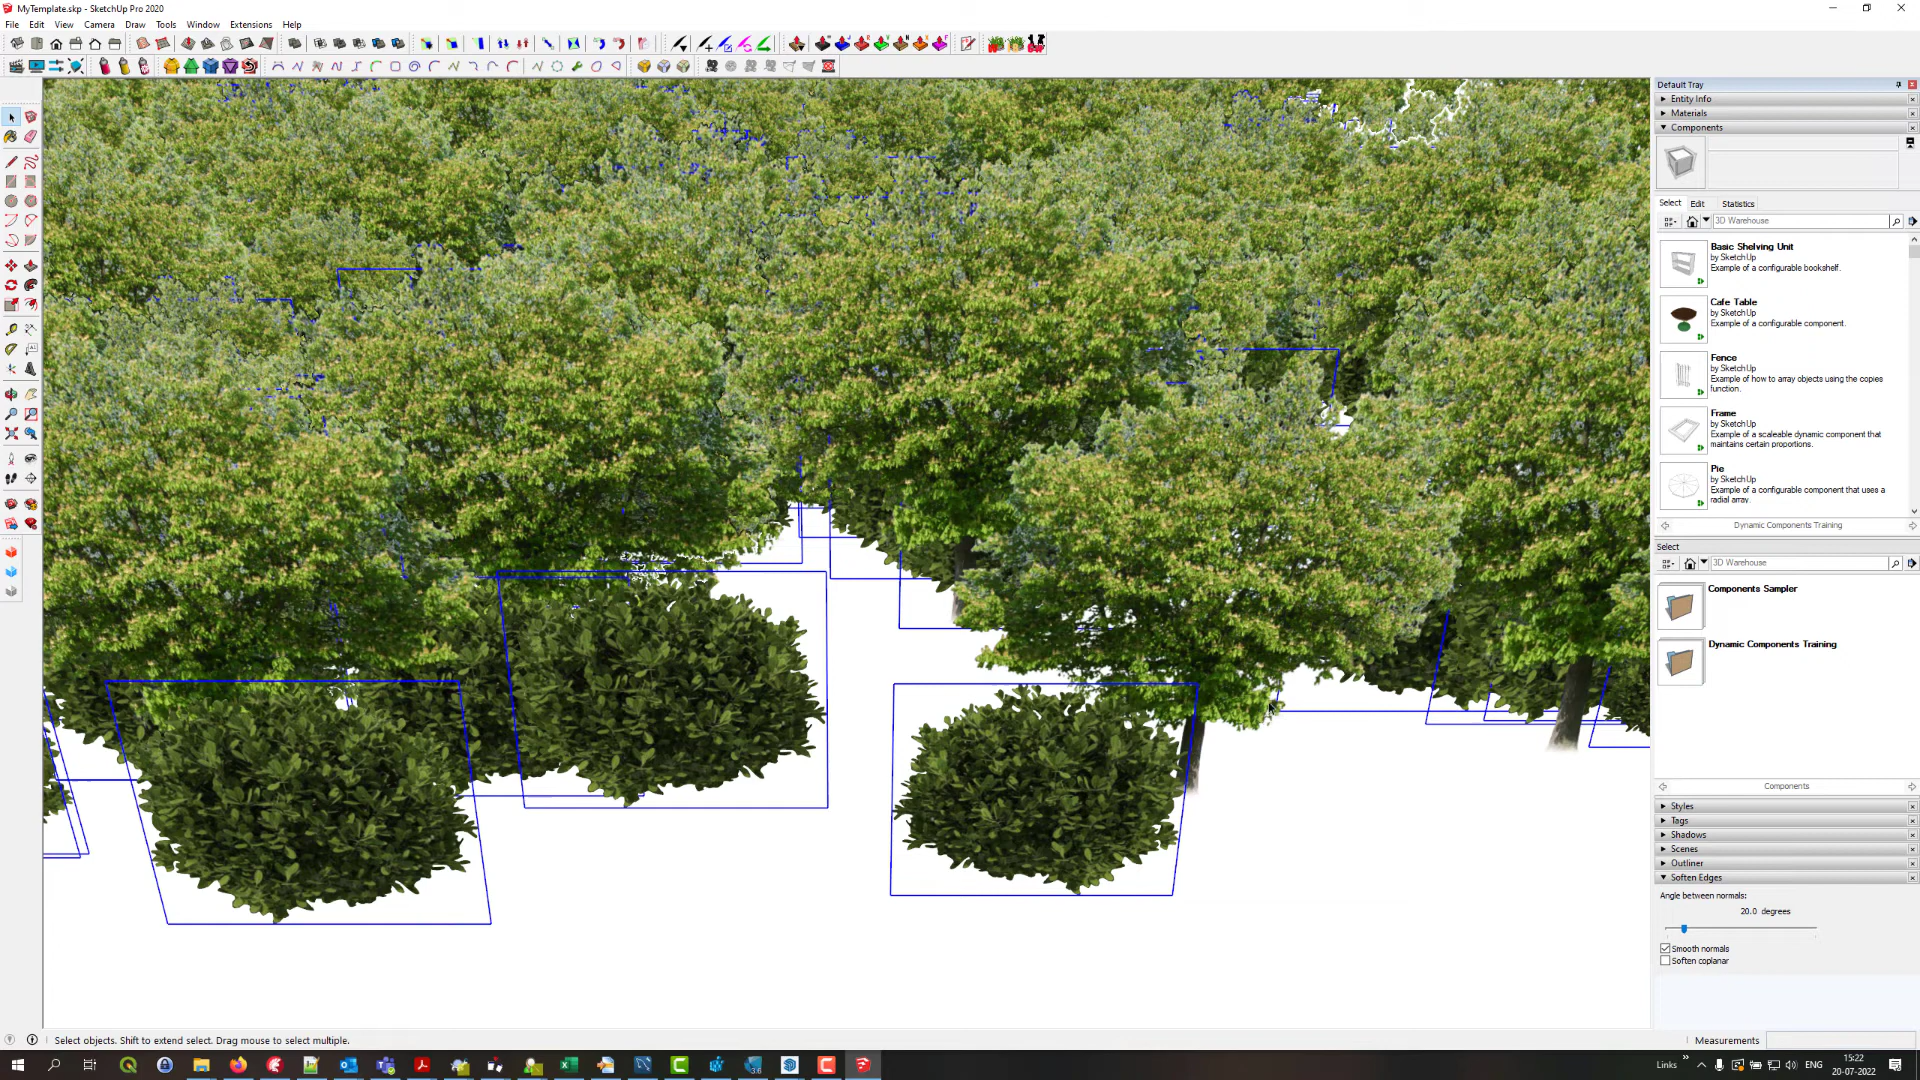 MyTemplate.skp - SketchUp Pro 2020
File Edit View Camera Draw Tools Window Extensions Help
Default Tray
Entity Info
Materials
Components
Select Edit Statistics
3D Warehouse
Basic Shelving Unit
by SketchUp
Example of a configurable bookshelf.
Cafe Table
by SketchUp
Example of a configurable component.
Fence
by SketchUp
Example of how to array objects using the copies
function.
Frame
by SketchUp
Example of a scaleable dynamic component that
maintains certain proportions.
Pie
by SketchUp
Example of a configurable component that uses a
radial array.
Dynamic Components Training
Select
3D Warehouse
Components Sampler
Dynamic Components Training
Components
Styles
Tags
Shadows
Scenes
Outliner
Soften Edges
Angle between normals:
20.0 degrees
Smooth normals
Soften coplanar
Select objects. Shift to extend select. Drag mouse to select multiple.
Measurements
Links
ENG
15:22
20-07-2022